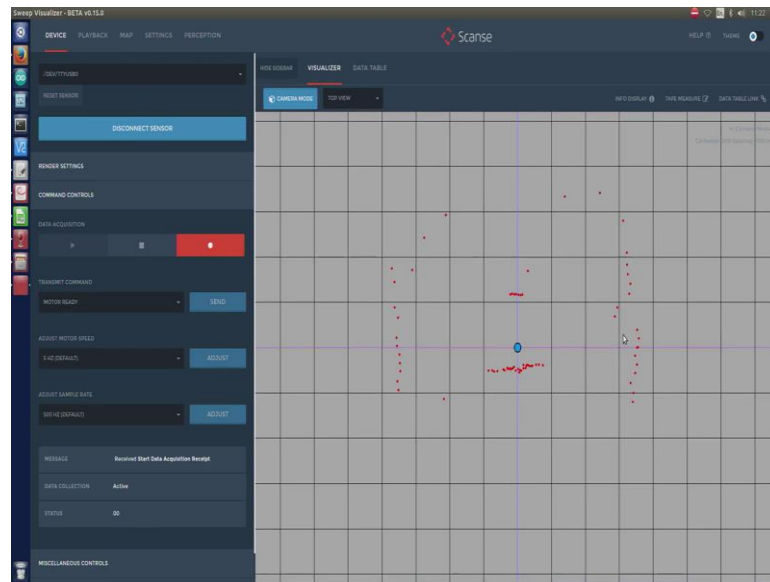 Sweep Visualizer - BETA v0.15.0
11:22
DEVICE PLAYBACK MAP SETTINGS PERCEPTION
Scanse
HELP THEME
/DEV/TTYUSB0
RESET SENSOR
DISCONNECT SENSOR
RENDER SETTINGS
COMMAND CONTROLS
DATA ACQUISITION
TRANSMIT COMMAND
MOTOR READY SEND
ADJUST MOTOR SPEED
5 HZ (DEFAULT) ADJUST
ADJUST SAMPLE RATE
500 HZ (DEFAULT) ADJUST
MESSAGE Received Start Data Acquisition Receipt
DATA COLLECTION Active
STATUS 00
MISCELLANEOUS CONTROLS
HIDE SIDEBAR VISUALIZER DATA TABLE
CAMERA MODE TOP VIEW INFO DISPLAY TAPE MEASURE DATA TABLE LINK